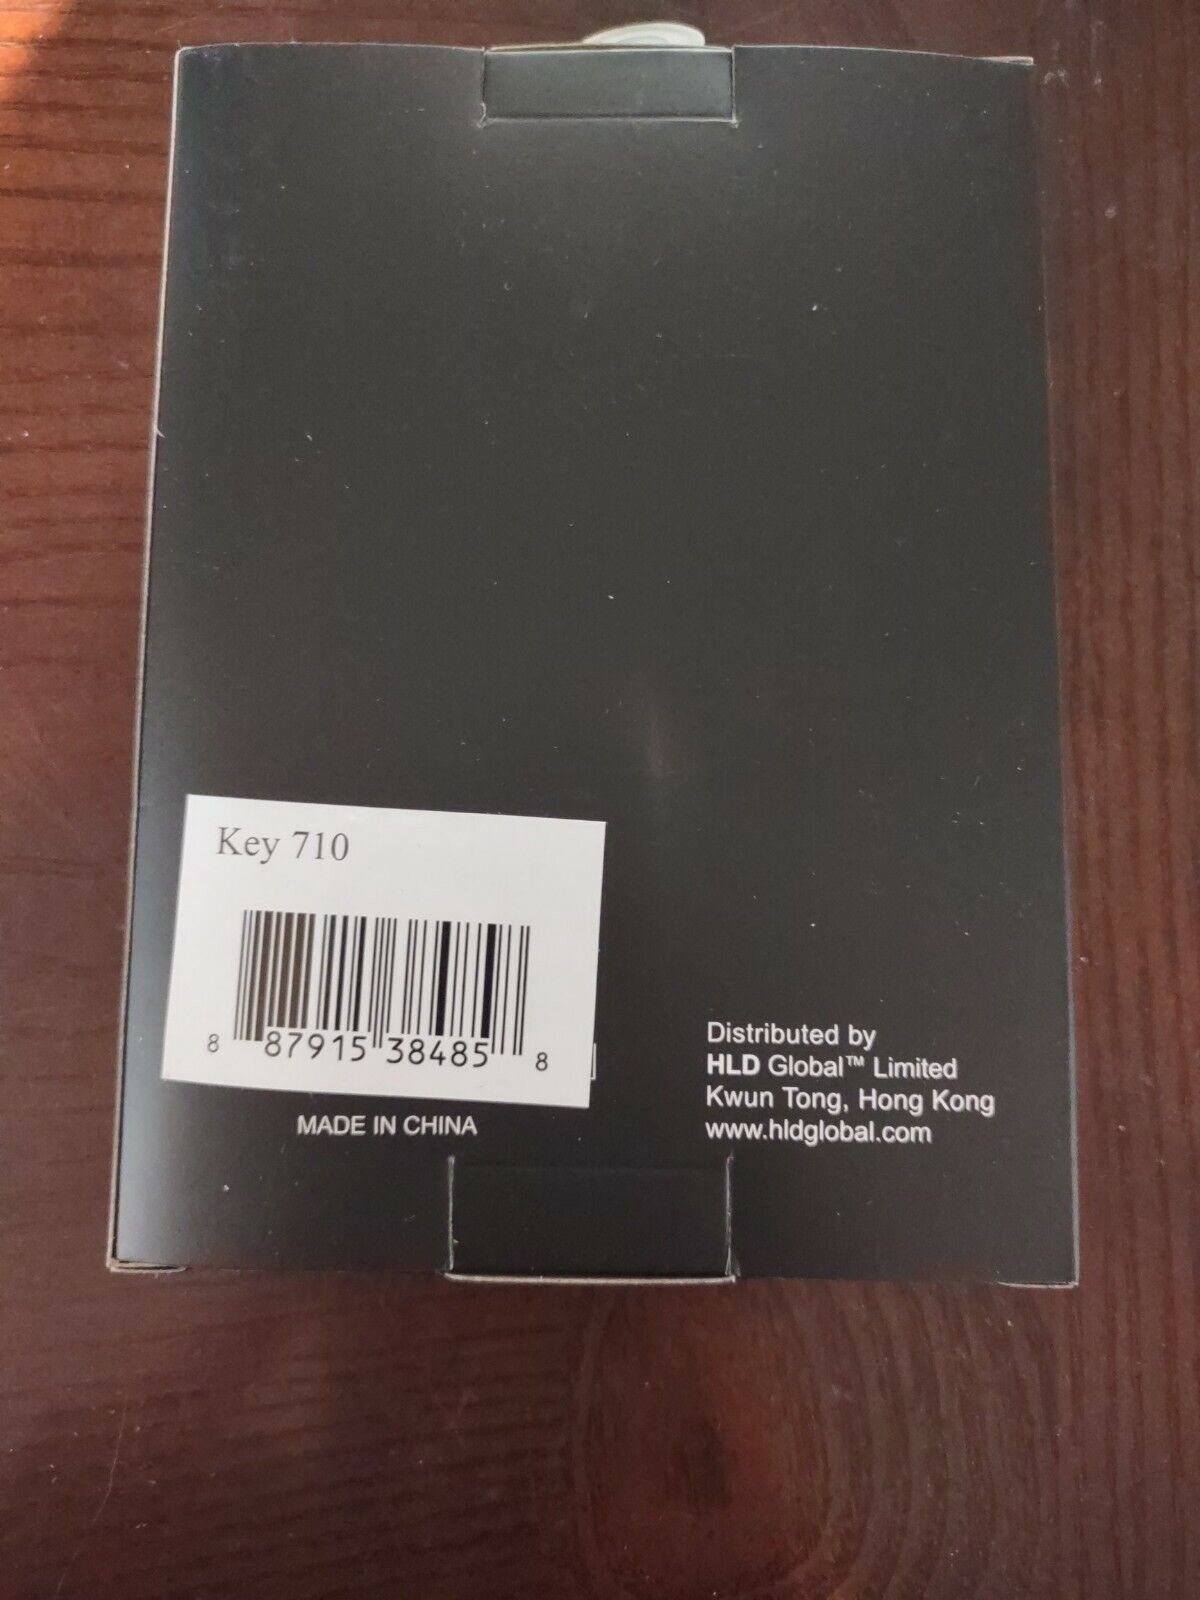 Key 710
8 87915 38485 8
MADE IN CHINA
Distributed by
HLD Global™ Limited
Kwun Tong, Hong Kong
www.hldglobal.com